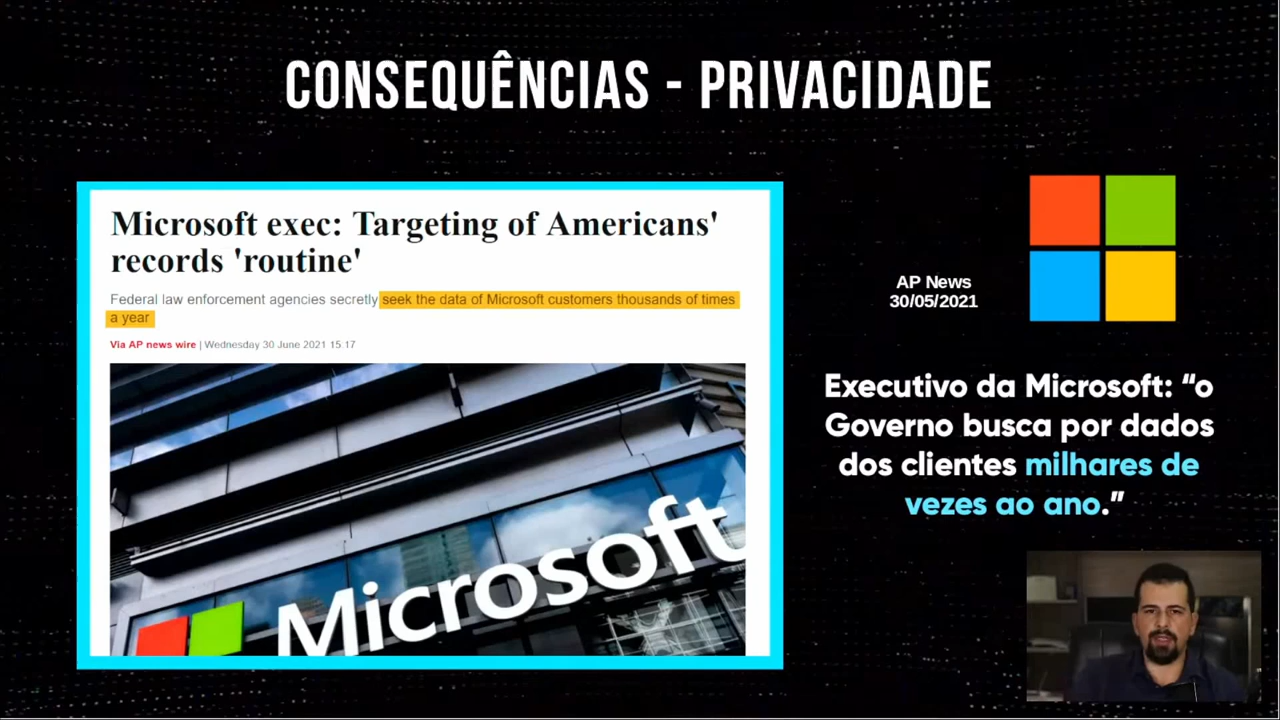 CONSEQUÊNCIAS - PRIVACIDADE
Microsoft exec: Targeting of Americans'
records 'routine'
Federal law enforcement agencies secretly seek the data of Microsoft customers thousands of times
a year
Via AP news wire | Wednesday 30 June 2021 15:17
Microsoft
AP News
30/05/2021
Executivo da Microsoft: “o
Governo busca por dados
dos clientes milhares de
vezes ao ano.”